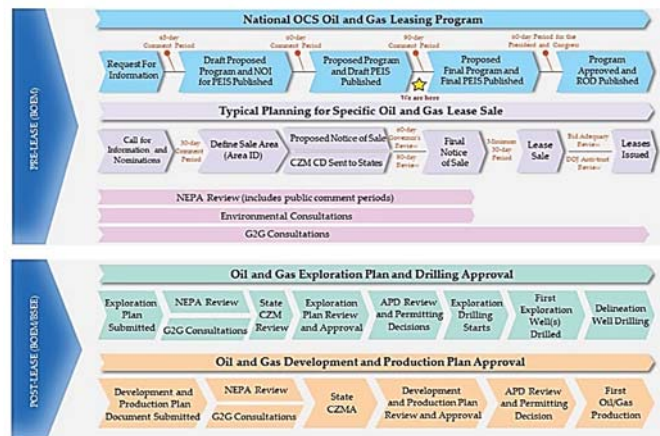 National OCS Oil and Gas Leasing Program
45-day
Comment Period
60-day
Comment Period
90-day
Comment Period
60-day Period for the
President and Congress
Request For
Information
Draft Proposed
Program and NOI
for PEIS Published
Proposed Program
and Draft PEIS
Published
Proposed
Final Program and
Final PEIS Published
Program
Approved and
ROD Published
We are here
Typical Planning for Specific Oil and Gas Lease Sale
Call for
Information and
Nominations
30-day
Comment
Period
Define Sale Area
(Area ID)
Proposed Notice of Sale
CZM CD Sent to States
60-day
Governor's
Review
90-day
Review
Final
Notice
of Sale
Minimum
30-day
Period
Lease
Sale
Bid Adequacy
Review
DOJ Anti-trust
Review
Leases
Issued
NEPA Review (includes public comment periods)
Environmental Consultations
G2G Consultations
PRE-LEASE (BOEM)
Oil and Gas Exploration Plan and Drilling Approval
Exploration
Plan
Submitted
NEPA Review
G2G Consultations
State
CZM
Review
Exploration
Plan Review
and Approval
APD Review
and Permitting
Decisions
Exploration
Drilling
Starts
First
Exploration
Well(s)
Drilled
Delineation
Well Drilling
Oil and Gas Development and Production Plan Approval
Development and
Production Plan
Document Submitted
NEPA Review
G2G Consultations
State
CZMA
Development
and Production Plan
Review and Approval
APD Review
and Permitting
Decision
First
Oil/Gas
Production
POST-LEASE (BOEM/BSEE)